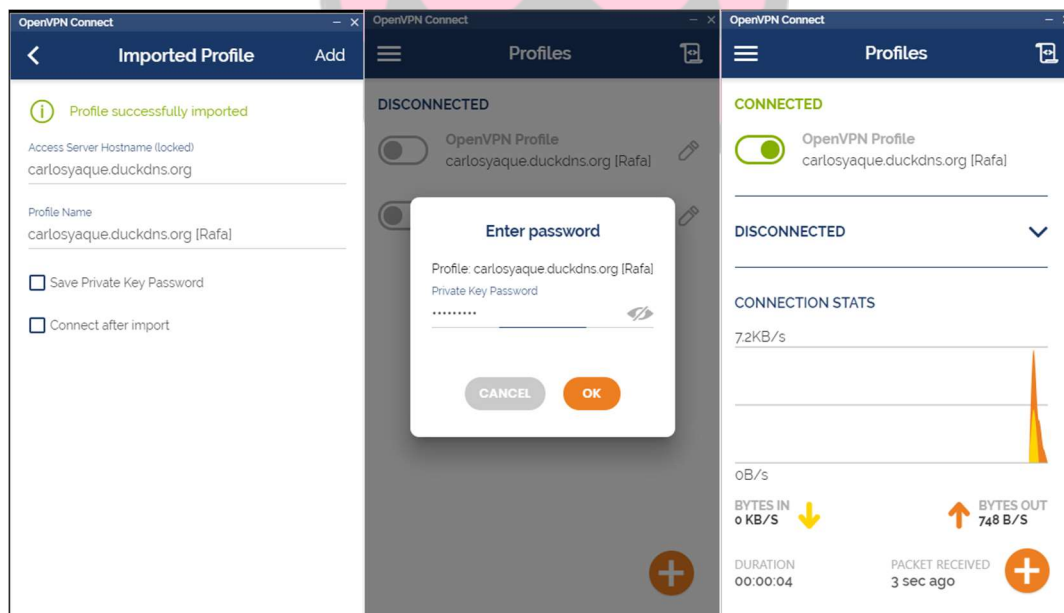 OpenVPN Connect
Imported Profile
Add
Profile successfully imported
Access Server Hostname (locked)
carlosyaque.duckdns.org
Profile Name
carlosyaque.duckdns.org [Rafa]
Save Private Key Password
Connect after import
OpenVPN Connect
Profiles
DISCONNECTED
OpenVPN Profile
carlosyaque.duckdns.org [Rafa]
Enter password
Profile: carlosyaque.duckdns.org [Rafa]
Private Key Password
•••••••••
CANCEL
OK
OpenVPN Connect
Profiles
CONNECTED
OpenVPN Profile
carlosyaque.duckdns.org [Rafa]
DISCONNECTED
CONNECTION STATS
7.2KB/s
0B/s
BYTES IN
0 KB/S
BYTES OUT
748 B/S
DURATION
00:00:04
PACKET RECEIVED
3 sec ago